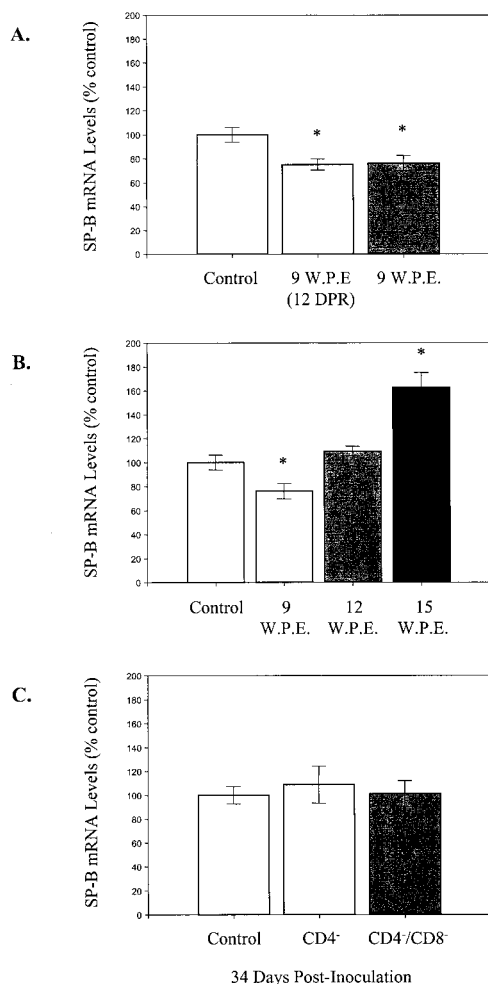 A.
SP-B mRNA Levels (% control)
200
180
160
140
120
100
80
60
40
20
0
*
*
Control
9 W.P.E
(12 DPR)
9 W.P.E.
B.
SP-B mRNA Levels (% control)
200
180
160
140
120
100
80
60
40
20
0
*
*
Control
9
W.P.E.
12
W.P.E.
15
W.P.E.
C.
SP-B mRNA Levels (% control)
200
180
160
140
120
100
80
60
40
20
0
Control
CD4-
CD4-/CD8-
34 Days Post-Inoculation